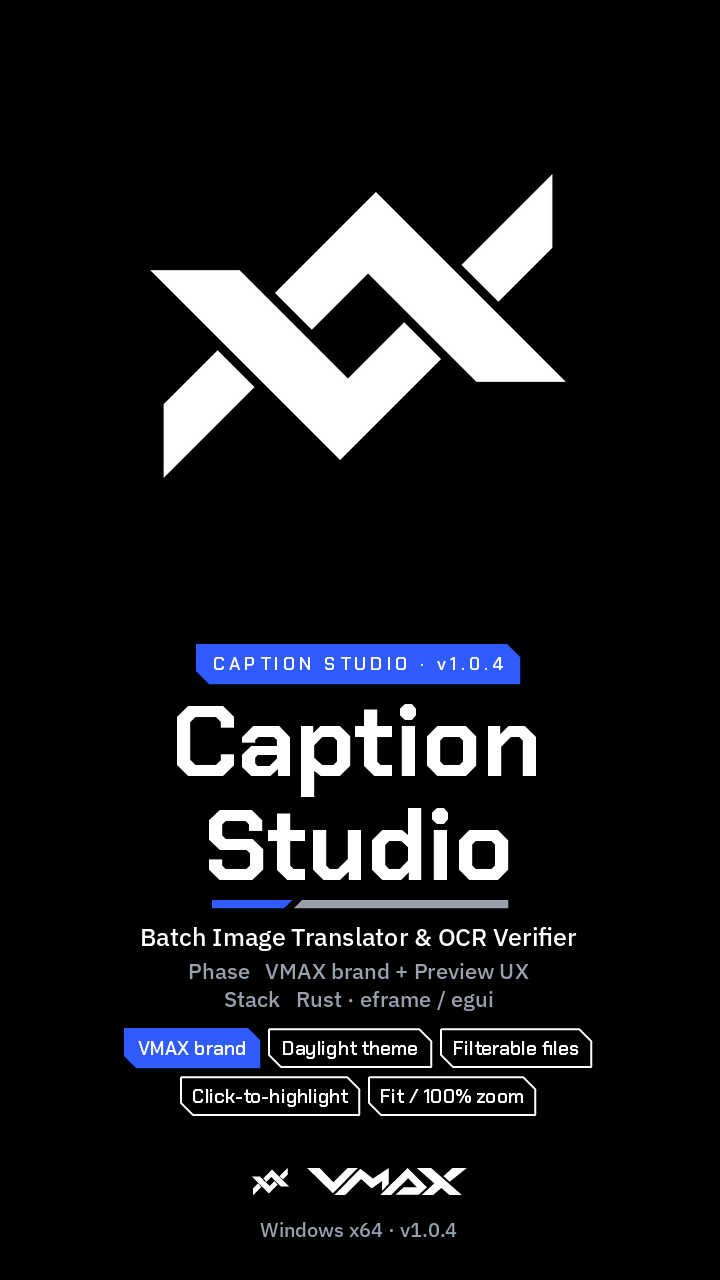 CAPTION STUDIO · v1.0.4
Caption
Studio
Batch Image Translator & OCR Verifier
Phase VMAX brand + Preview UX
Stack Rust · eframe / egui
VMAX brand Daylight theme Filterable files
Click-to-highlight Fit / 100% zoom
VMAX
Windows x64 · v1.0.4